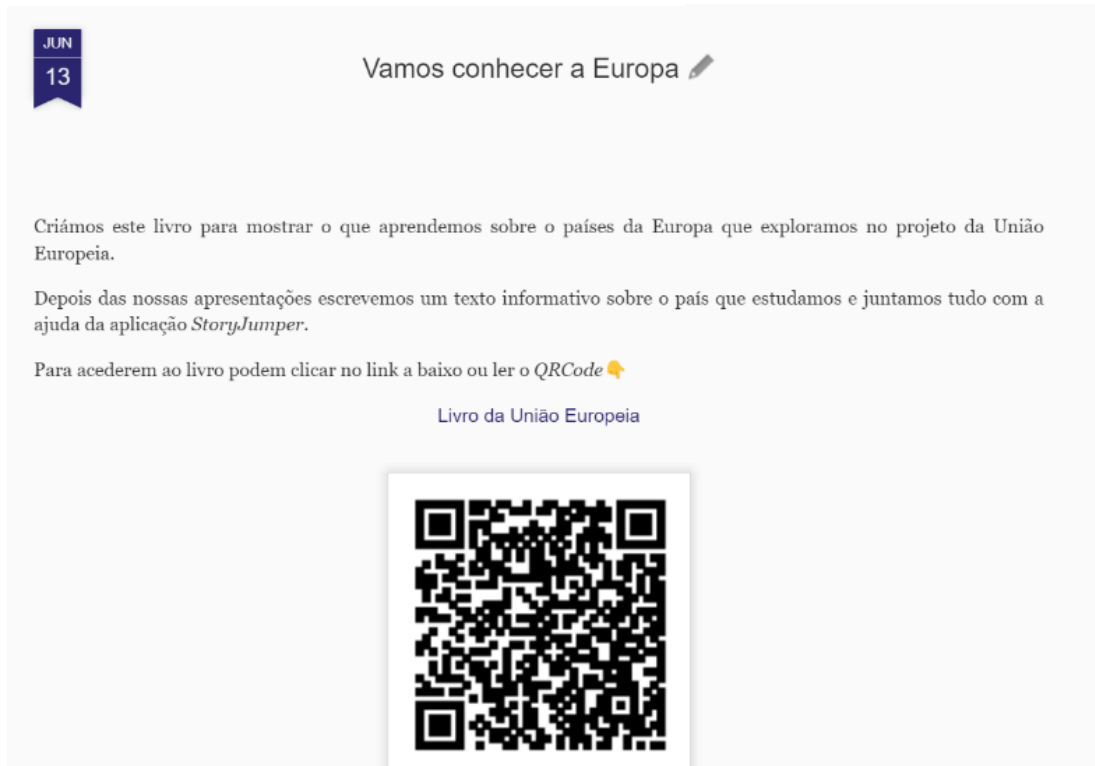 JUN
13
Vamos conhecer a Europa
Criámos este livro para mostrar o que aprendemos sobre o países da Europa que exploramos no projeto da União
Europeia.
Depois das nossas apresentações escrevemos um texto informativo sobre o país que estudamos e juntamos tudo com a
ajuda da aplicação StoryJumper.
Para acederem ao livro podem clicar no link a baixo ou ler o QRCode👇
Livro da União Europeia